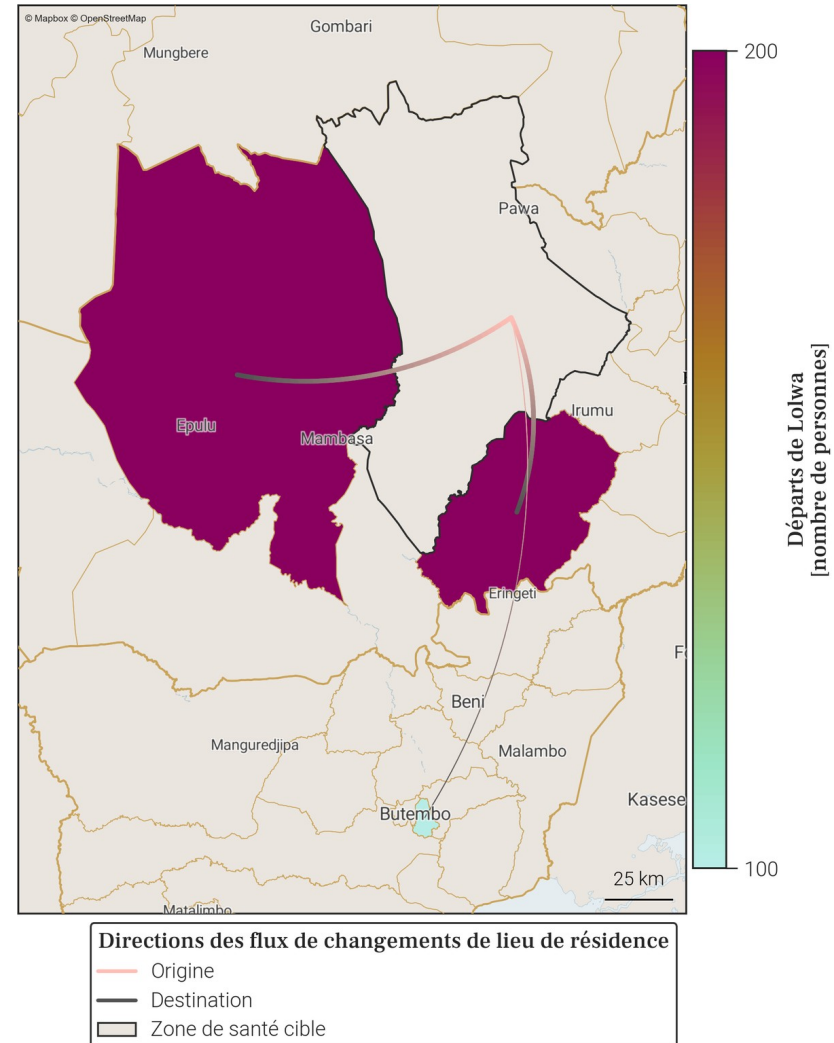 © Mapbox © OpenStreetMap
Gombari
Mungbere
200
Pawa
Irumu
Epulu
Mambasa
Départs de Lolwa
[nombre de personnes]
Eringeti
Beni
Manguredjipa
Malambo
Kasese
Butembo
100
25 km
Matalimbo
Directions des flux de changements de lieu de résidence
Origine
Destination
Zone de santé cible